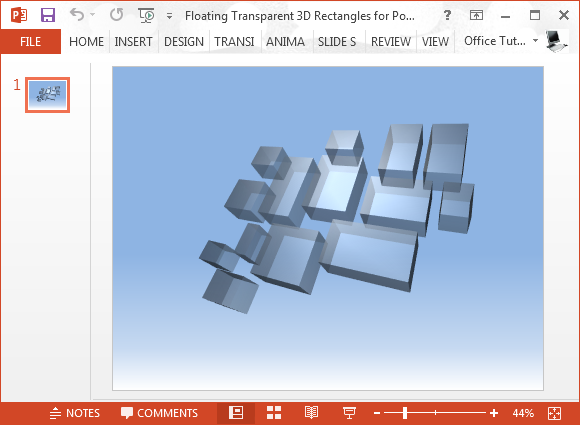 Floating Transparent 3D Rectangles for Po...
FILE HOME INSERT DESIGN TRANSI ANIMA SLIDE S REVIEW VIEW Office Tut...
1
NOTES COMMENTS 44%